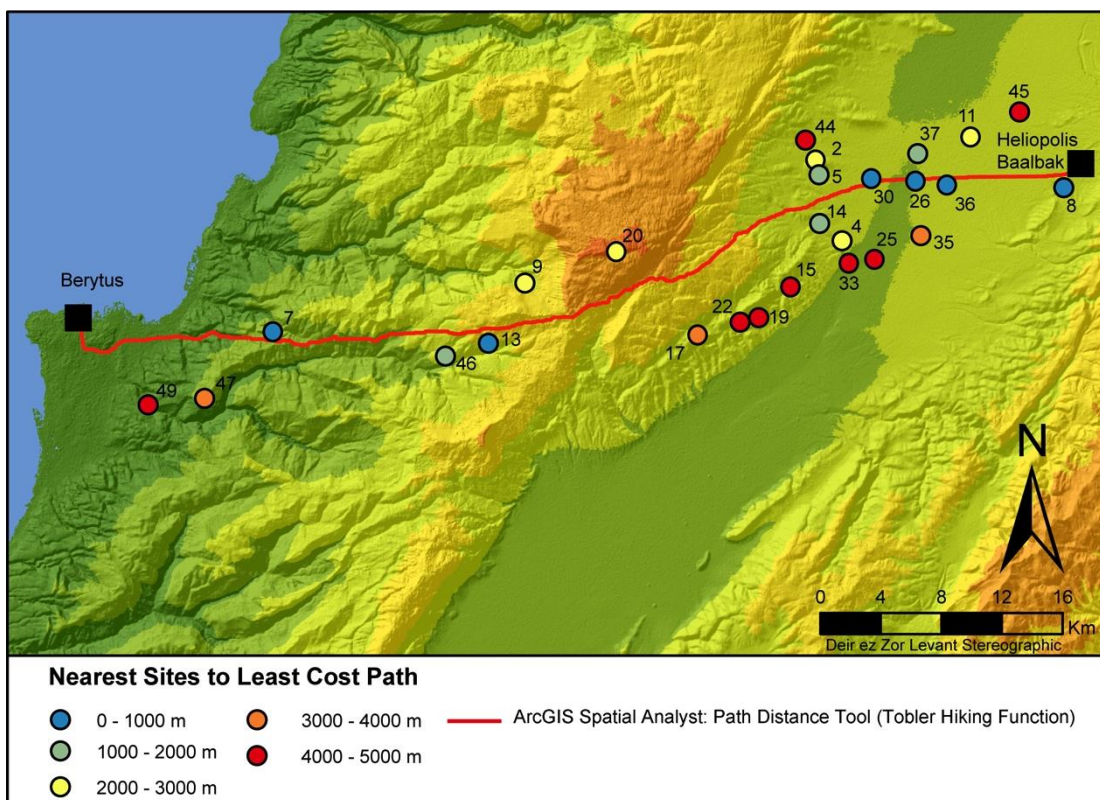 45
11
37
44
Heliopolis
Baalbak
2
5
30
26
36
8
14
4
35
20
25
9
33
15
Berytus
7
22
19
17
13
46
49
47
N
0 4 8 12 16
Km
Deir ez Zor Levant Stereographic
Nearest Sites to Least Cost Path
0 - 1000 m
3000 - 4000 m
ArcGIS Spatial Analyst: Path Distance Tool (Tobler Hiking Function)
1000 - 2000 m
4000 - 5000 m
2000 - 3000 m